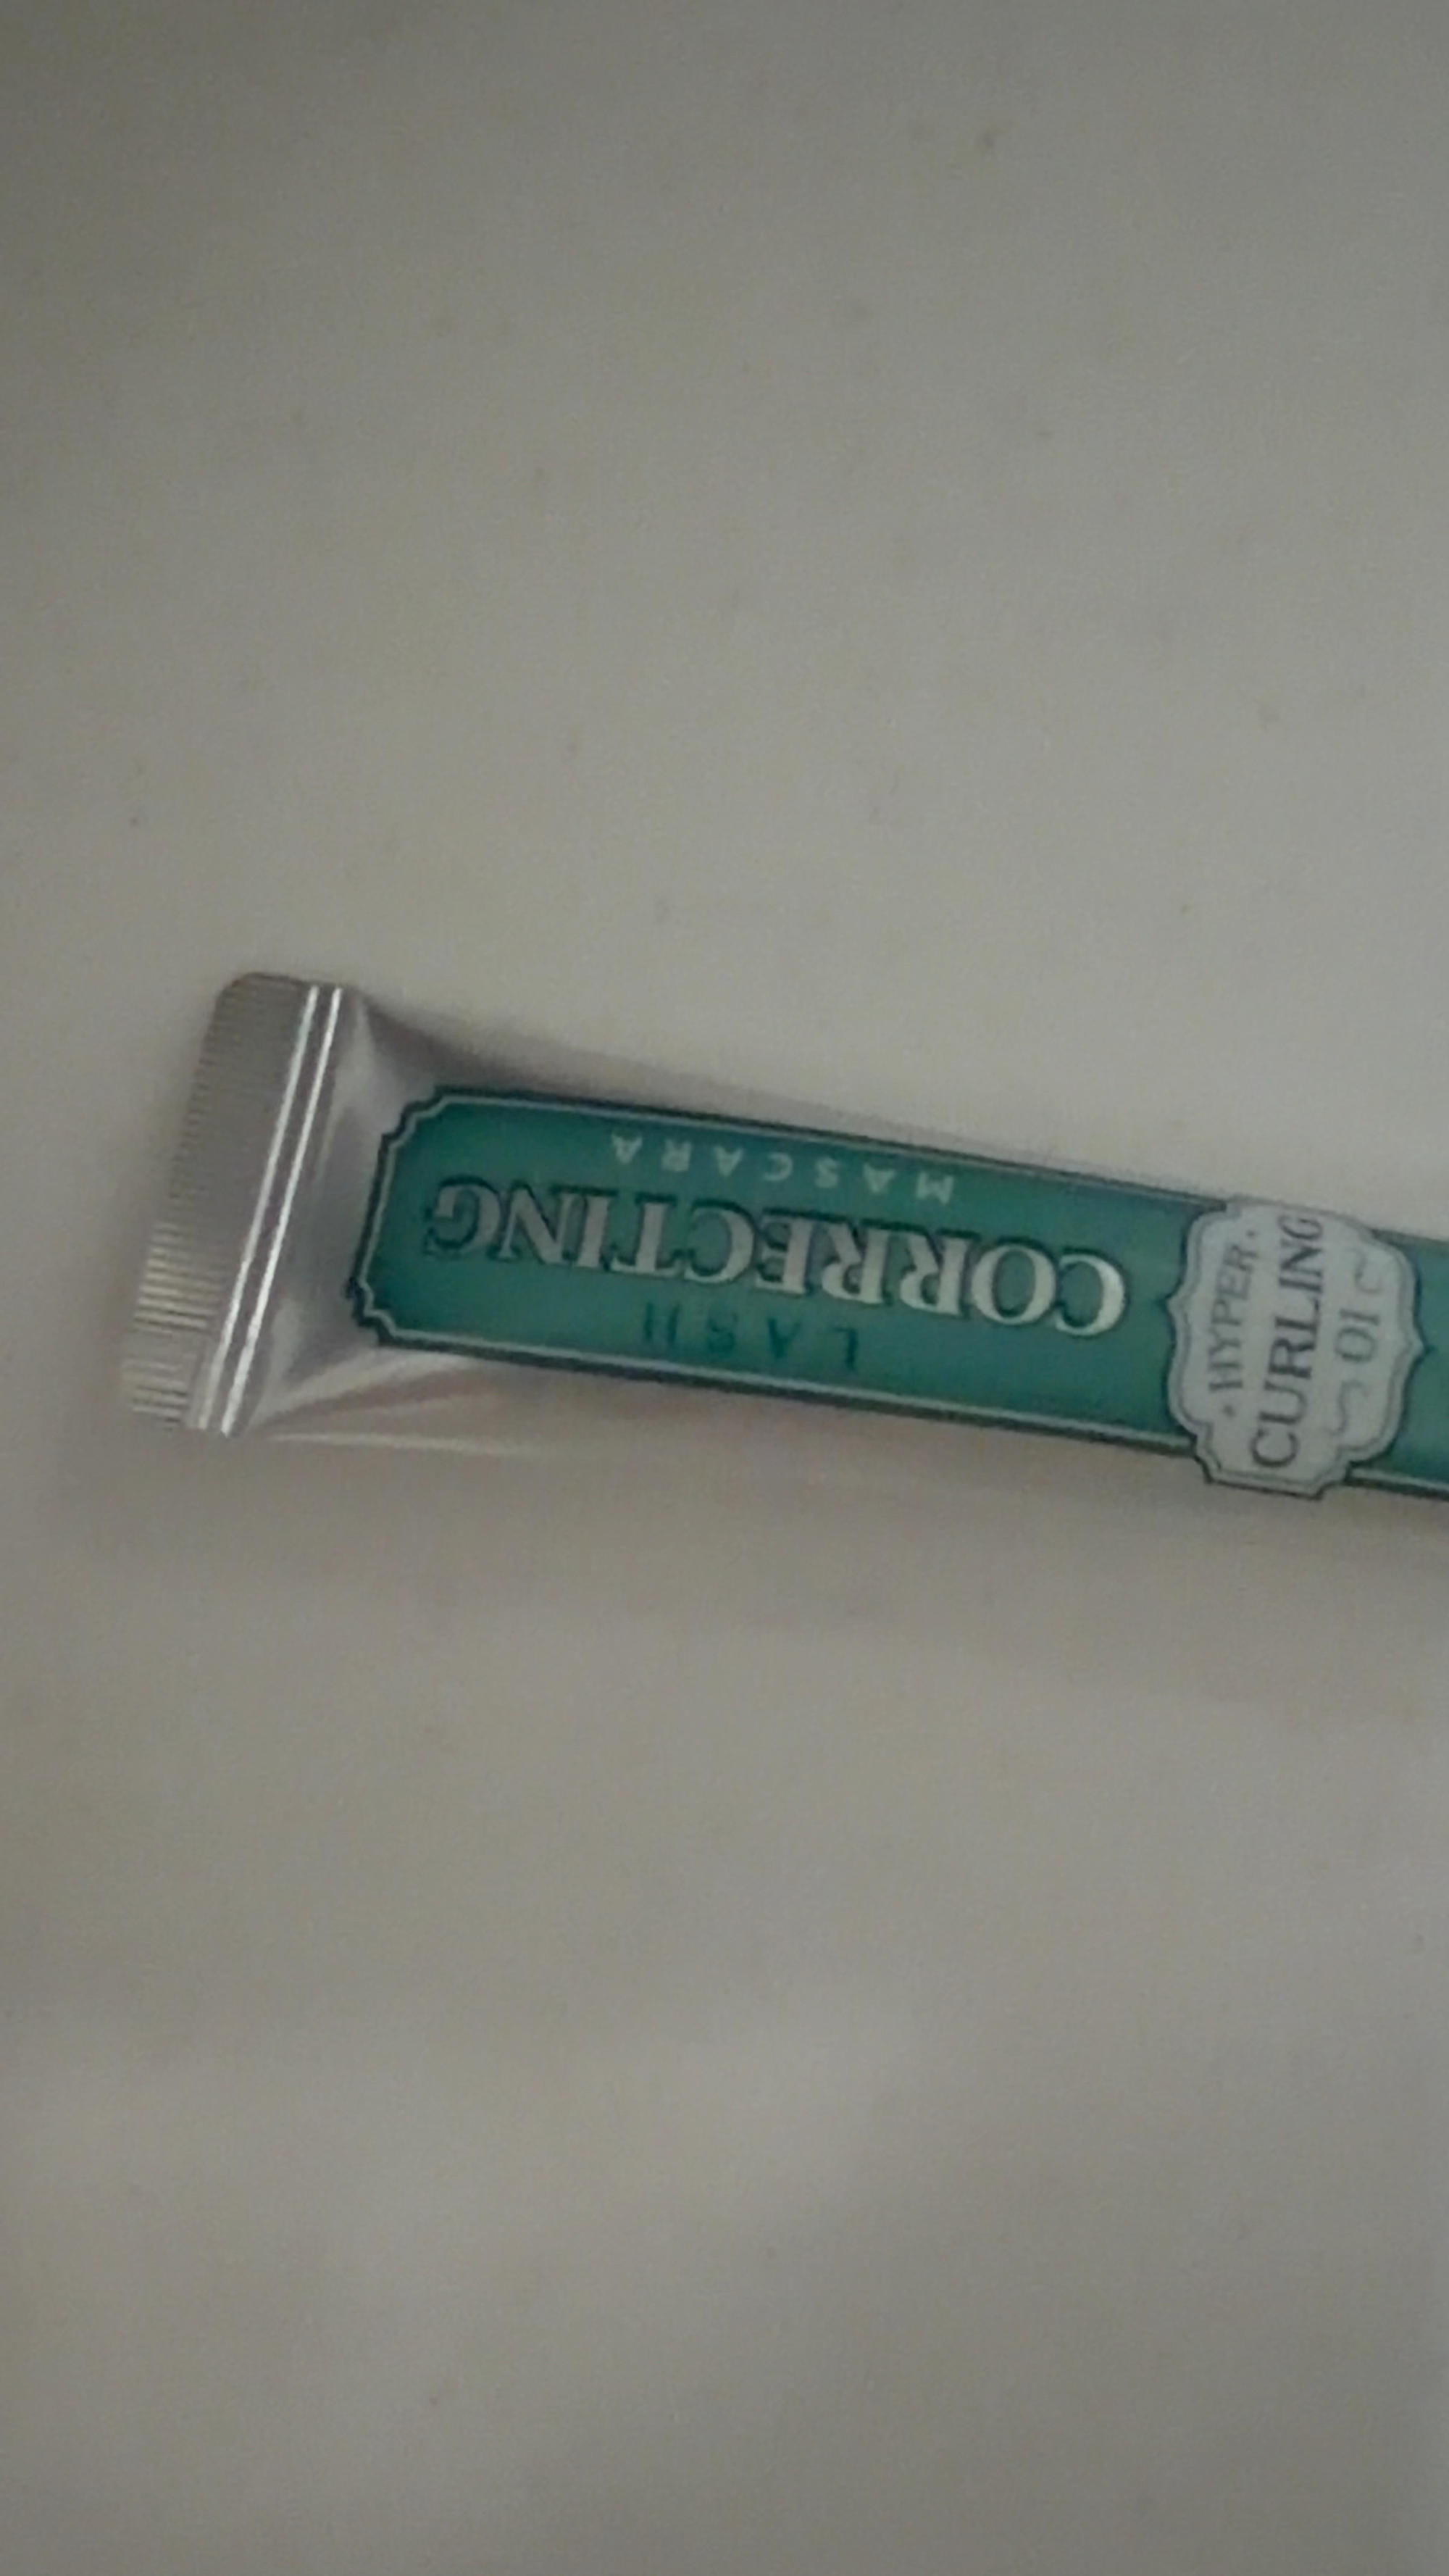 LASH
CORRECTING
MASCARA
· HYPER ·
CURLING
01